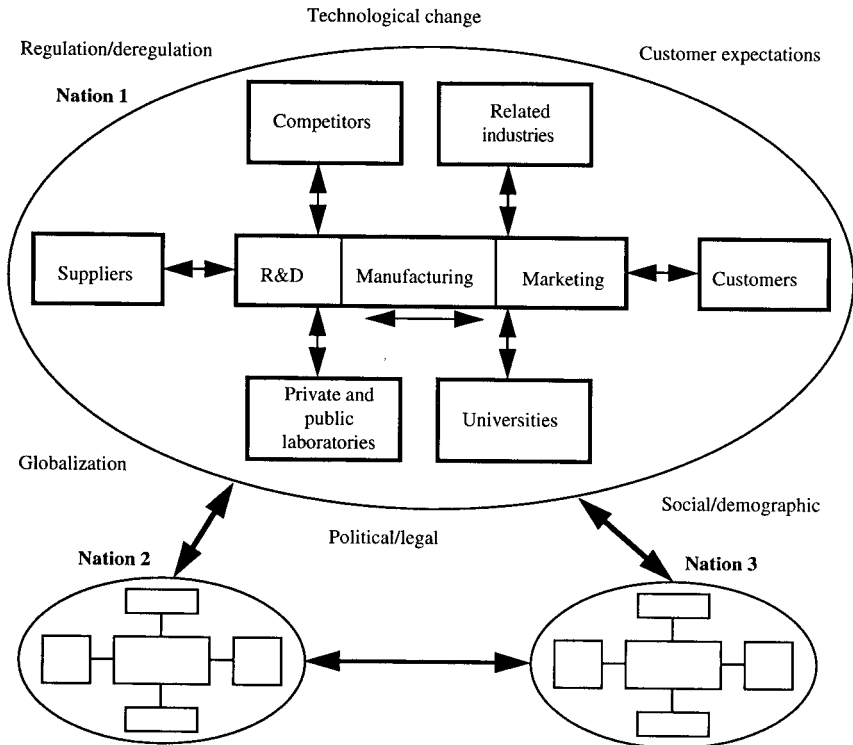 Technological change
Regulation/deregulation
Customer expectations
Nation 1
Competitors
Related
industries
Suppliers
R&D
Manufacturing
Marketing
Customers
Private and
public
laboratories
Universities
Globalization
Social/demographic
Political/legal
Nation 2
Nation 3